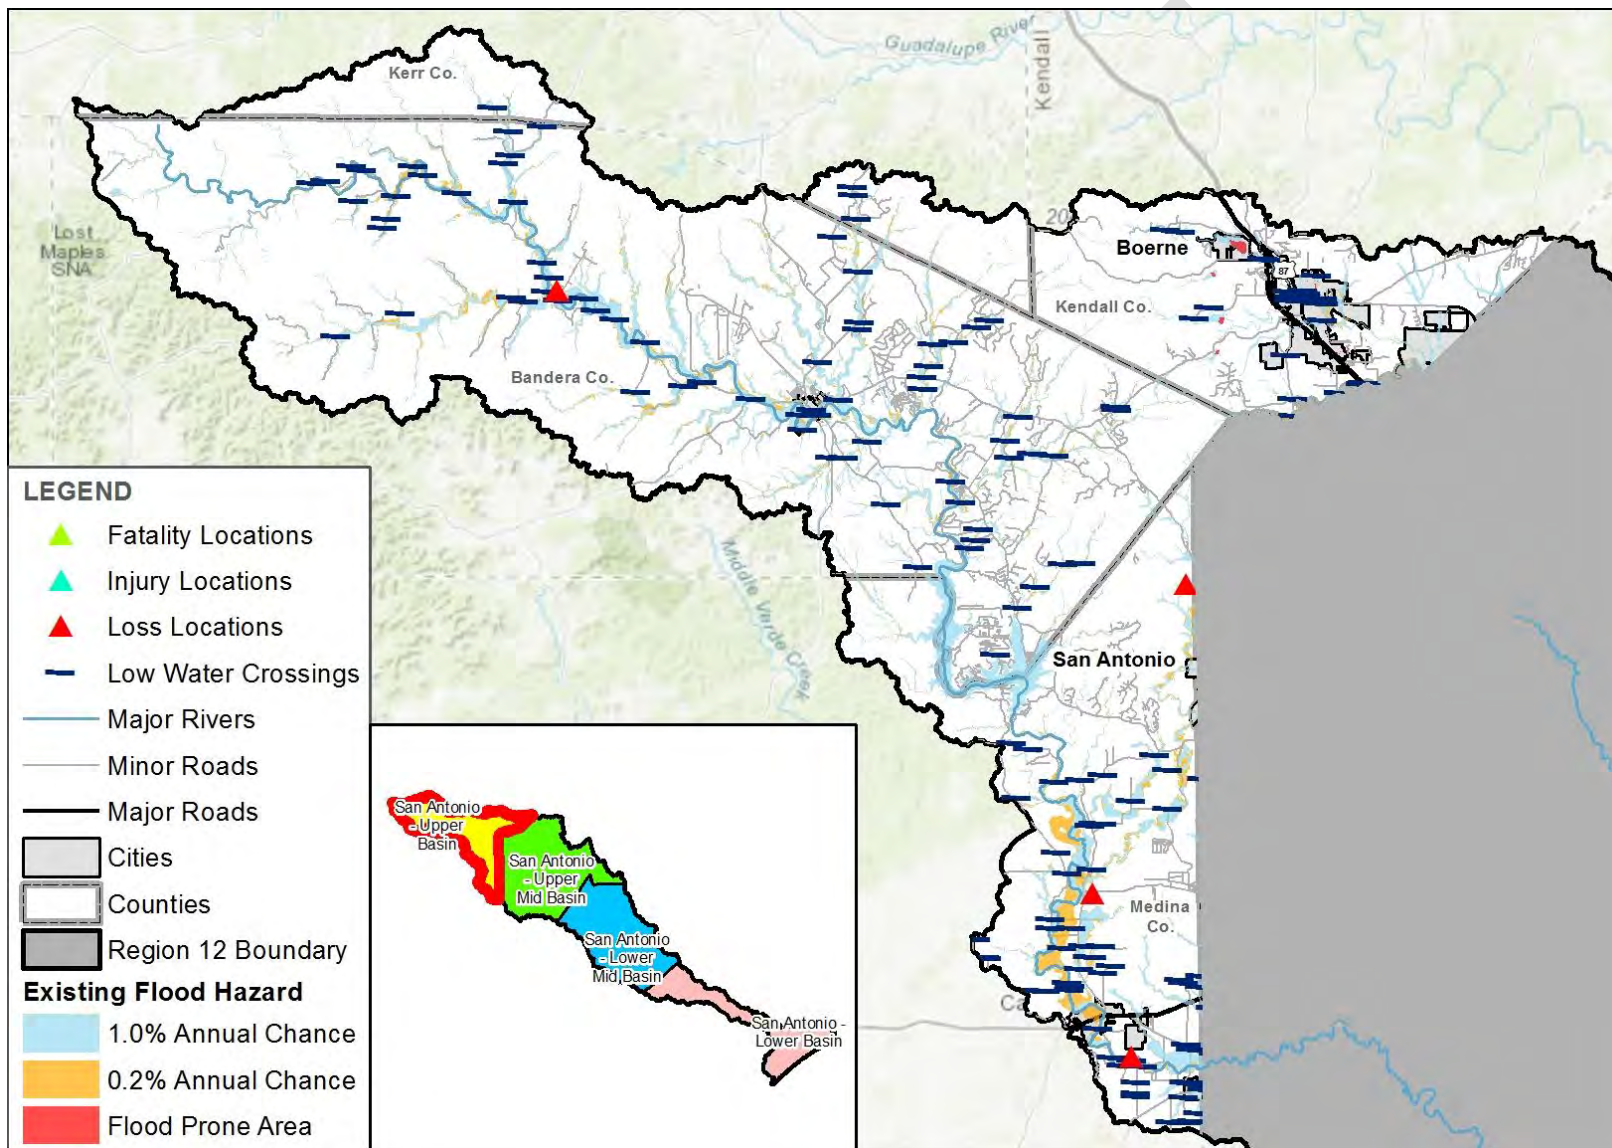 Guadalupe River
Kendall
Kerr Co.
Lost
Maples
SNA
Boerne
87
Kendall Co.
Bandera Co.
Middle Verde Creek
San Antonio
Medina
Co.
LEGEND
Fatality Locations
Injury Locations
Loss Locations
Low Water Crossings
Major Rivers
Minor Roads
Major Roads
Cities
Counties
Region 12 Boundary
Existing Flood Hazard
1.0% Annual Chance
0.2% Annual Chance
Flood Prone Area
San Antonio
- Upper
Basin
San Antonio
- Upper
Mid Basin
San Antonio
- Lower
Mid Basin
San Antonio -
Lower Basin